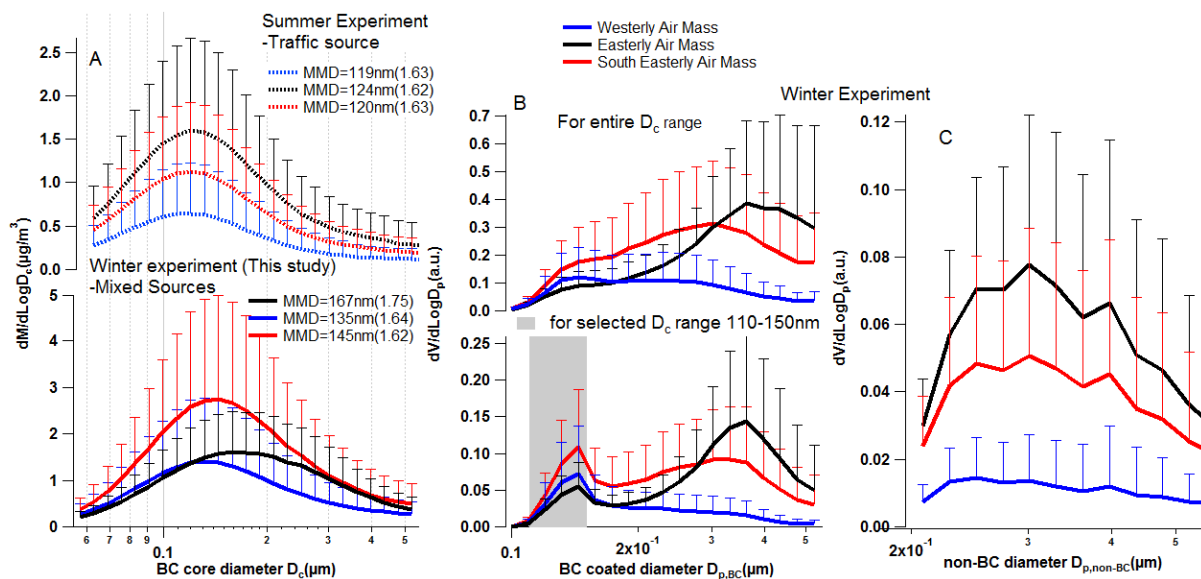 Westerly Air Mass
Easterly Air Mass
South Easterly Air Mass
Winter Experiment
A
Summer Experiment
-Traffic source
MMD=119nm(1.63)
MMD=124nm(1.62)
MMD=120nm(1.63)
2.5
2.0
1.5
1.0
0.5
0.0
Winter experiment (This study)
-Mixed Sources
MMD=167nm(1.75)
MMD=135nm(1.64)
MMD=145nm(1.62)
5
4
3
2
1
0
dM/dLogDc(µg/m3
6 7 8 9 0.1 2 3 4 5
BC core diameter Dc(µm)
B
For entire Dc range
0.7
0.6
0.5
0.4
0.3
0.2
0.1
0.0
for selected Dc range 110-150nm
0.25
0.20
0.15
0.10
0.05
0.00
dV/dLogDp(a.u.)
0.1 2x10-1 3 4 5
BC coated diameter Dp,BC(µm)
C
0.12
0.10
0.08
0.06
0.04
0.02
0.00
dV/dLogDp(a.u.)
2x10-1 3 4 5
non-BC diameter Dp,non-BC(µm)